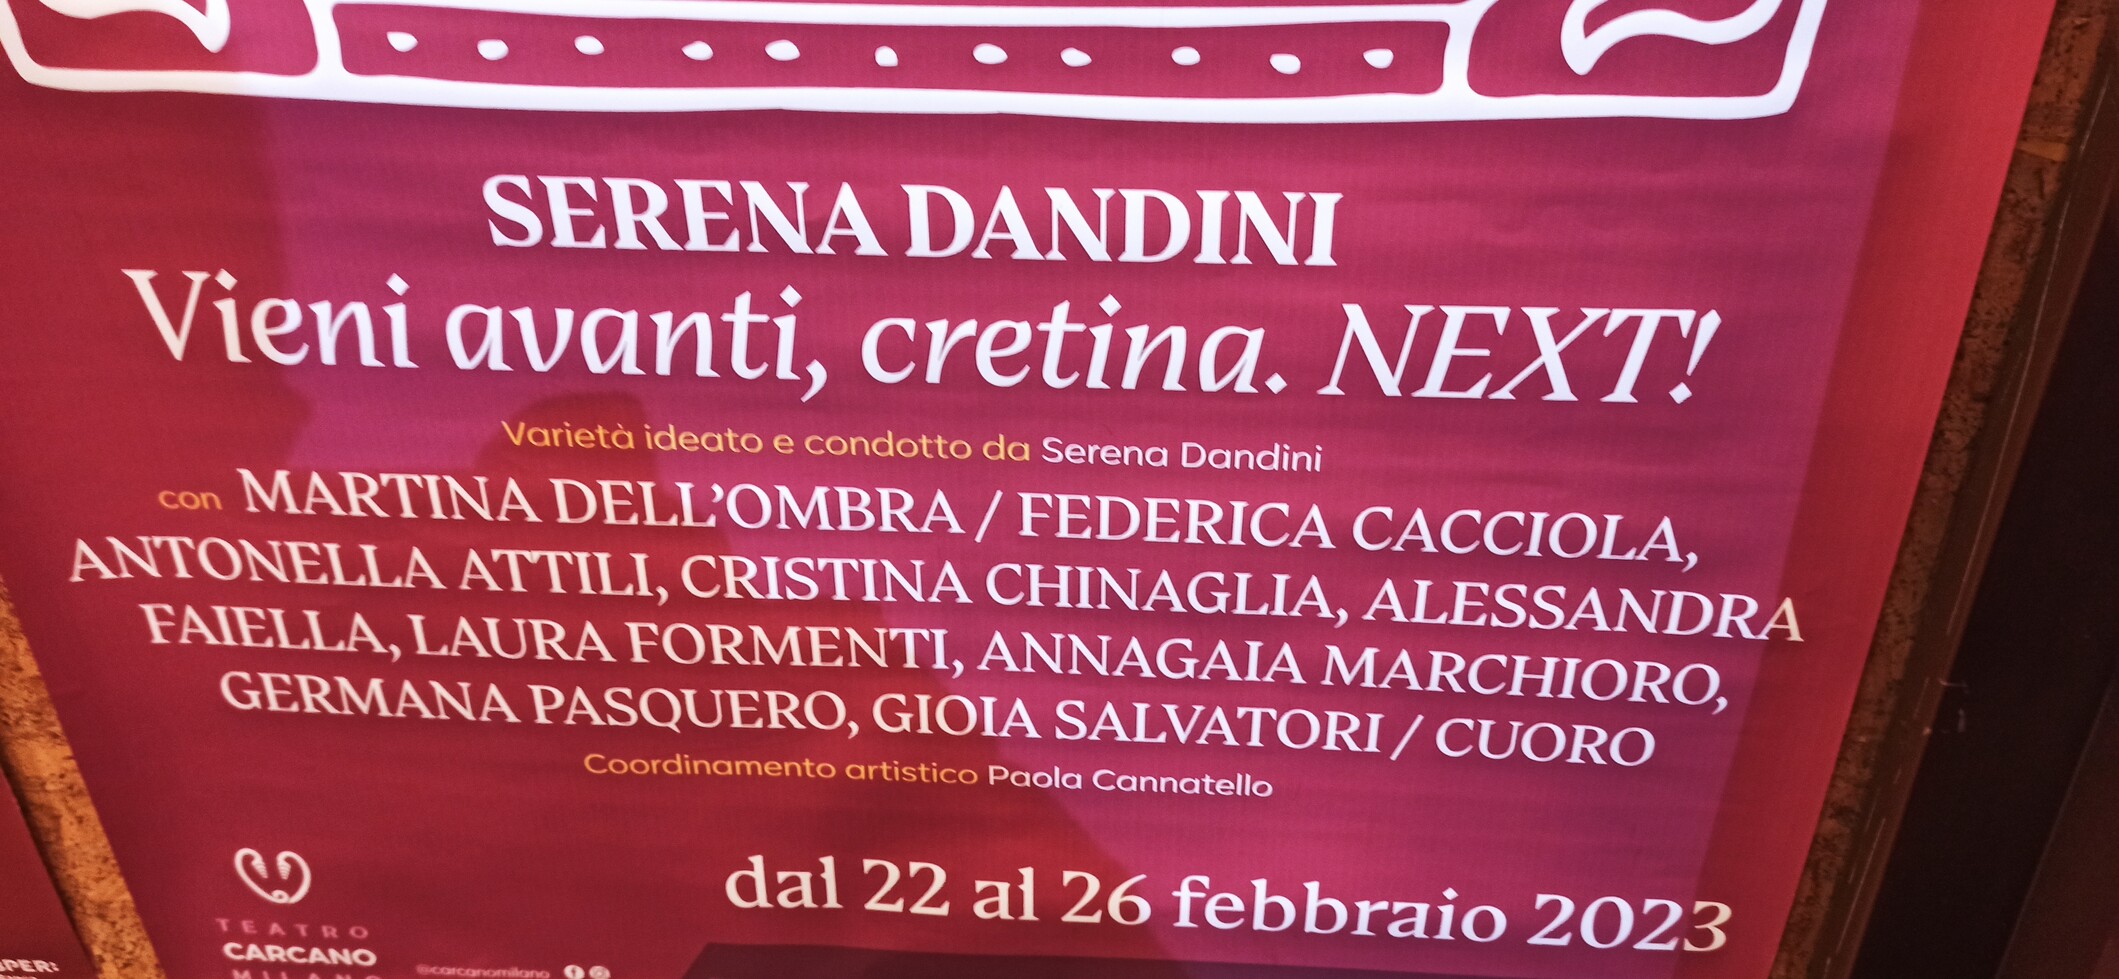 SERENA DANDINI
Vieni avanti, cretina. NEXT!
Varietà ideato e condotto da Serena Dandini
con MARTINA DELL’OMBRA / FEDERICA CACCIOLA,
ANTONELLA ATTILI, CRISTINA CHINAGLIA, ALESSANDRA
FAIELLA, LAURA FORMENTI, ANNAGAIA MARCHIORO,
GERMANA PASQUERO, GIOIA SALVATORI / CUORO
Coordinamento artistico Paola Cannatello
dal 22 al 26 febbraio 2023
TEATRO
CARCANO
MILANO
@carcanomilano